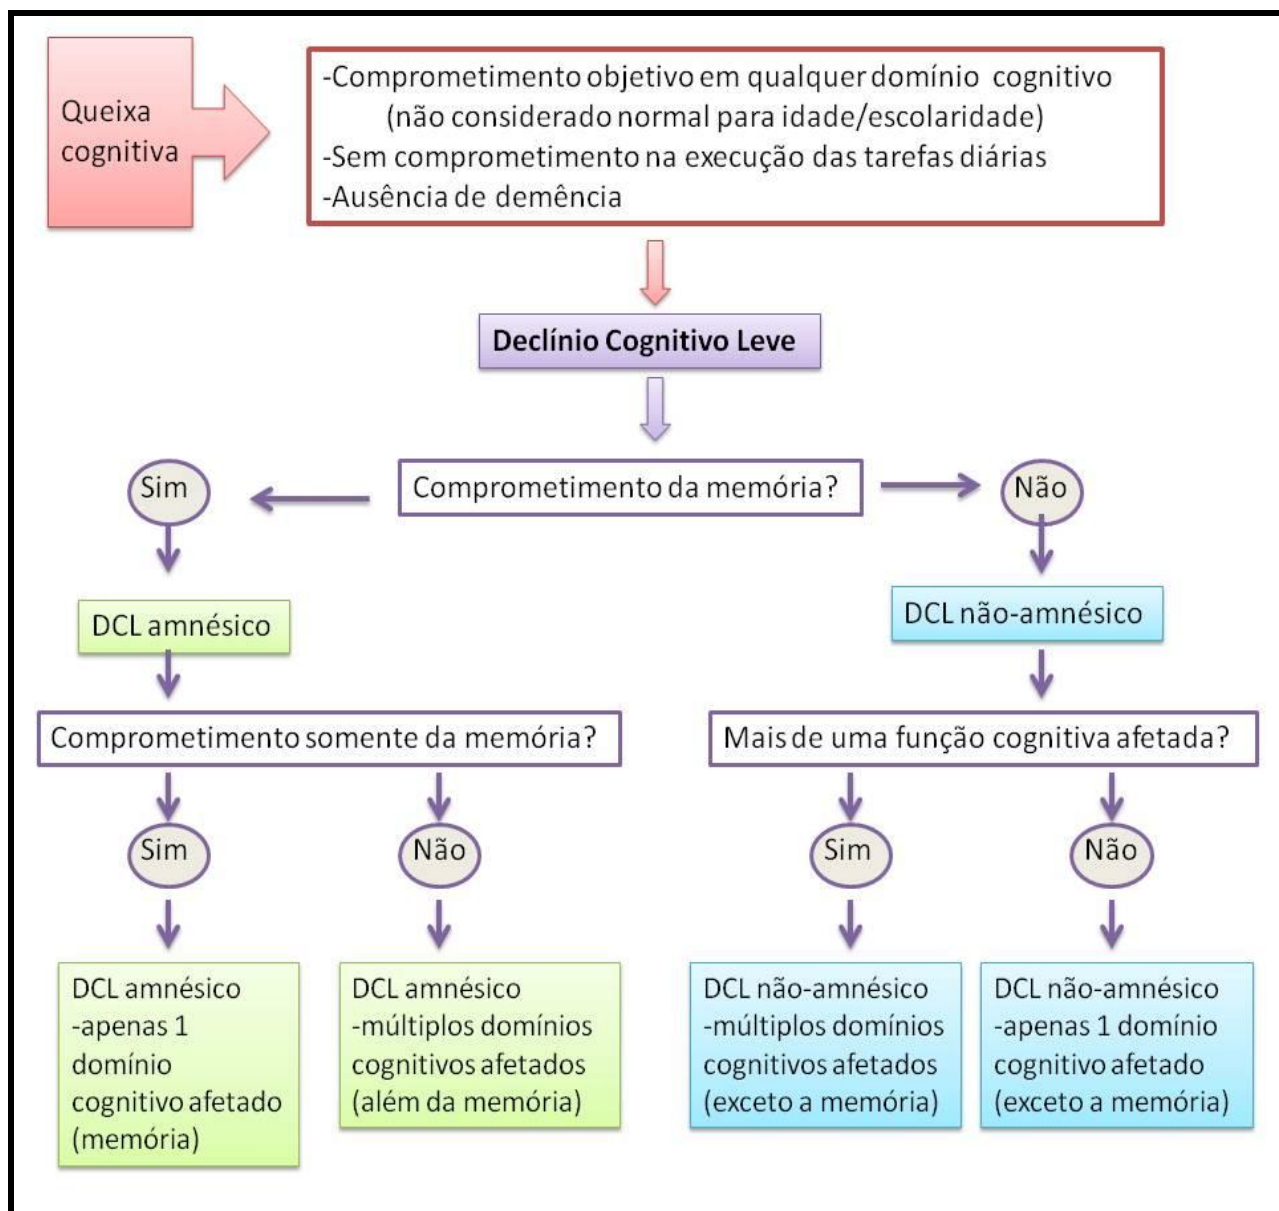 Queixa
cognitiva
-Comprometimento objetivo em qualquer domínio cognitivo
(não considerado normal para idade/escolaridade)
-Sem comprometimento na execução das tarefas diárias
-Ausência de demência
Declínio Cognitivo Leve
Sim
Comprometimento da memória?
Não
DCL amnésico
DCL não-amnésico
Comprometimento somente da memória?
Mais de uma função cognitiva afetada?
Sim
Não
Sim
Não
DCL amnésico
-apenas 1
domínio
cognitivo afetado
(memória)
DCL amnésico
-múltiplos domínios
cognitivos afetados
(além da memória)
DCL não-amnésico
-múltiplos domínios
cognitivos afetados
(exceto a memória)
DCL não-amnésico
-apenas 1 domínio
cognitivo afetado
(exceto a memória)